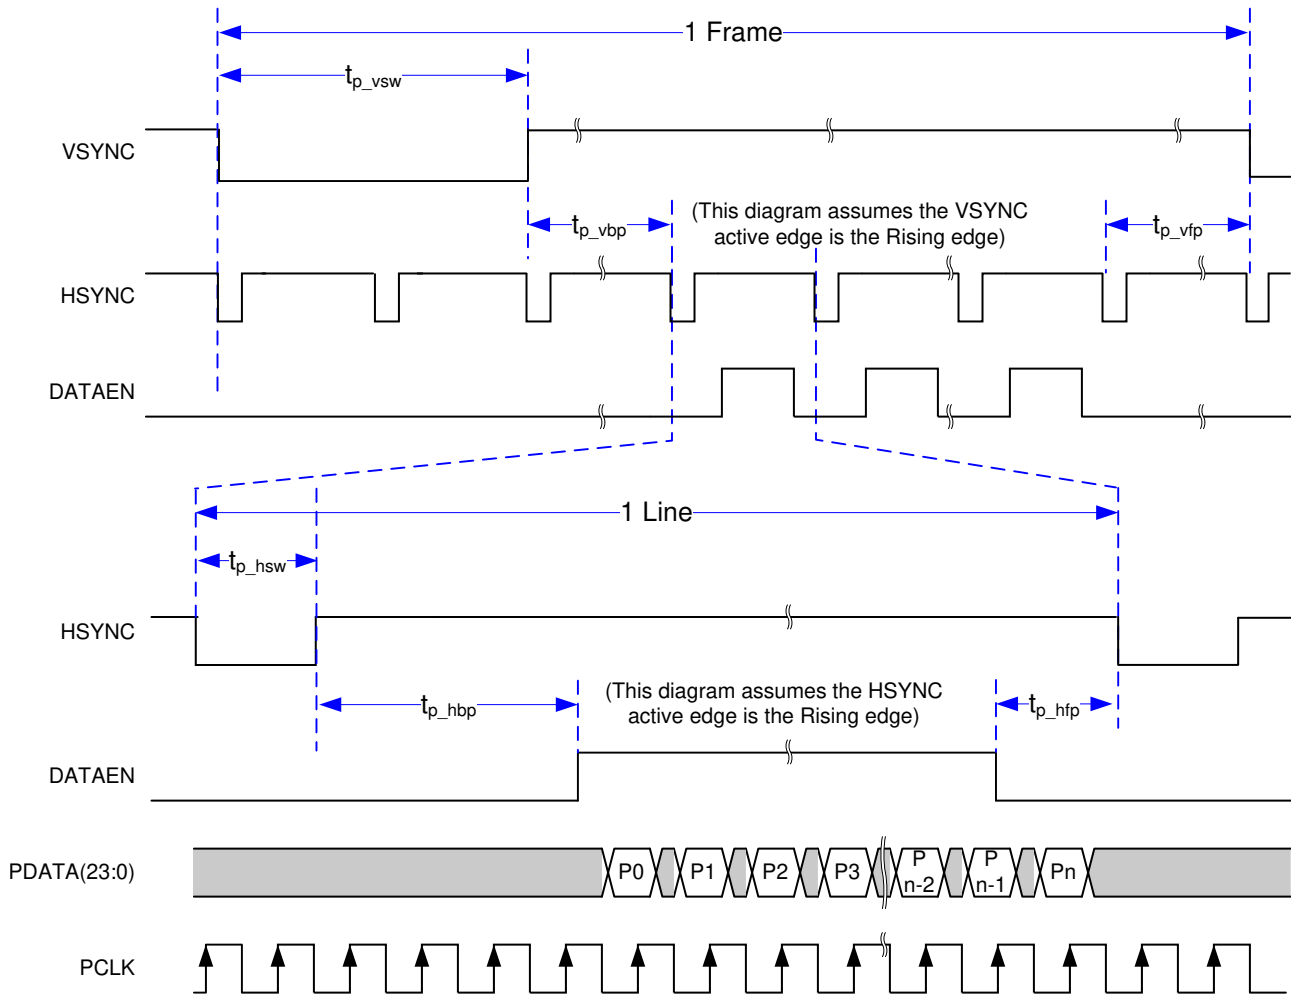 1 Frame
tp_vsw
VSYNC
tp_vbp
(This diagram assumes the VSYNC
active edge is the Rising edge)
tp_vfp
HSYNC
DATAEN
1 Line
tp_hsw
HSYNC
tp_hbp
(This diagram assumes the HSYNC
active edge is the Rising edge)
tp_hfp
DATAEN
PDATA(23:0)
P0
P1
P2
P3
P
n-2
P
n-1
Pn
PCLK